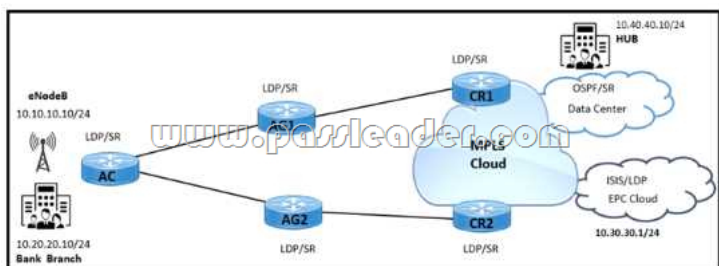 10.40.40.10/24
HUB
LDP/SR
eNodeB
10.10.10.10/24
LDP/SR
CR1
OSPF/SR
Data Center
LDP/SR
AG1
www.passleader.com
MPLS
Cloud
AC
ISIS/LDP
EPC Cloud
AG2
CR2
10.20.20.10/24
Bank Branch
LDP/SR
LDP/SR
10.30.30.1/24